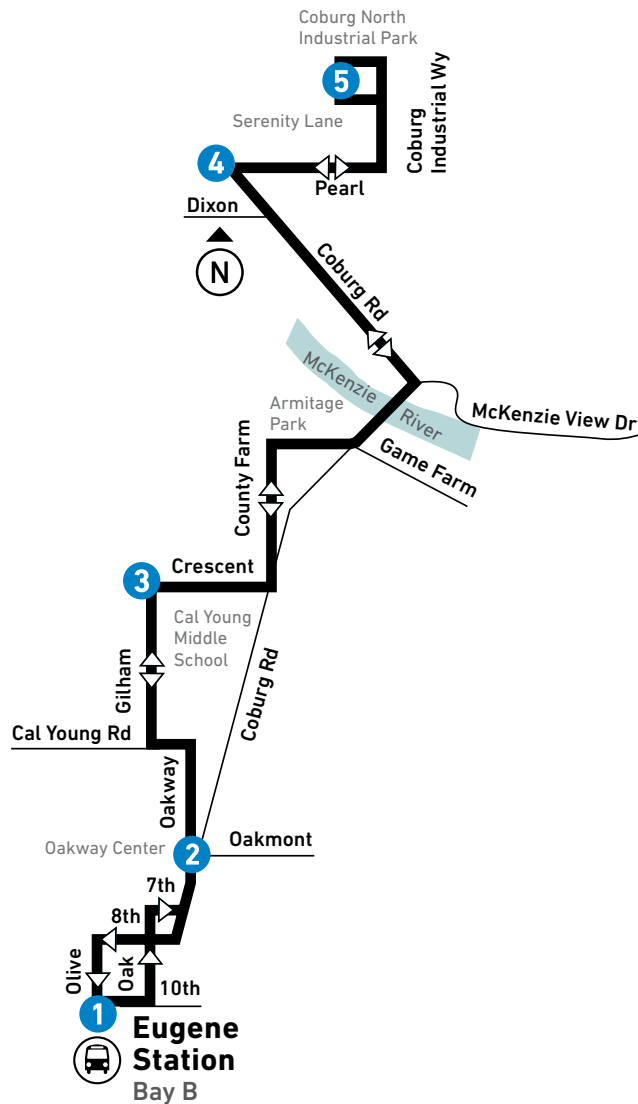 Coburg North
Industrial Park
5
Coburg
Industrial Wy
Serenity Lane
4
Pearl
Dixon
N
Coburg Rd
McKenzie
River
McKenzie View Dr
Armitage
Park
Game Farm
County Farm
Crescent
3
Cal Young
Middle
School
Gilham
Coburg Rd
Cal Young Rd
Oakway
Oakway Center
2
Oakmont
7th
8th
Olive
Oak
10th
1
Eugene
Station
Bay B